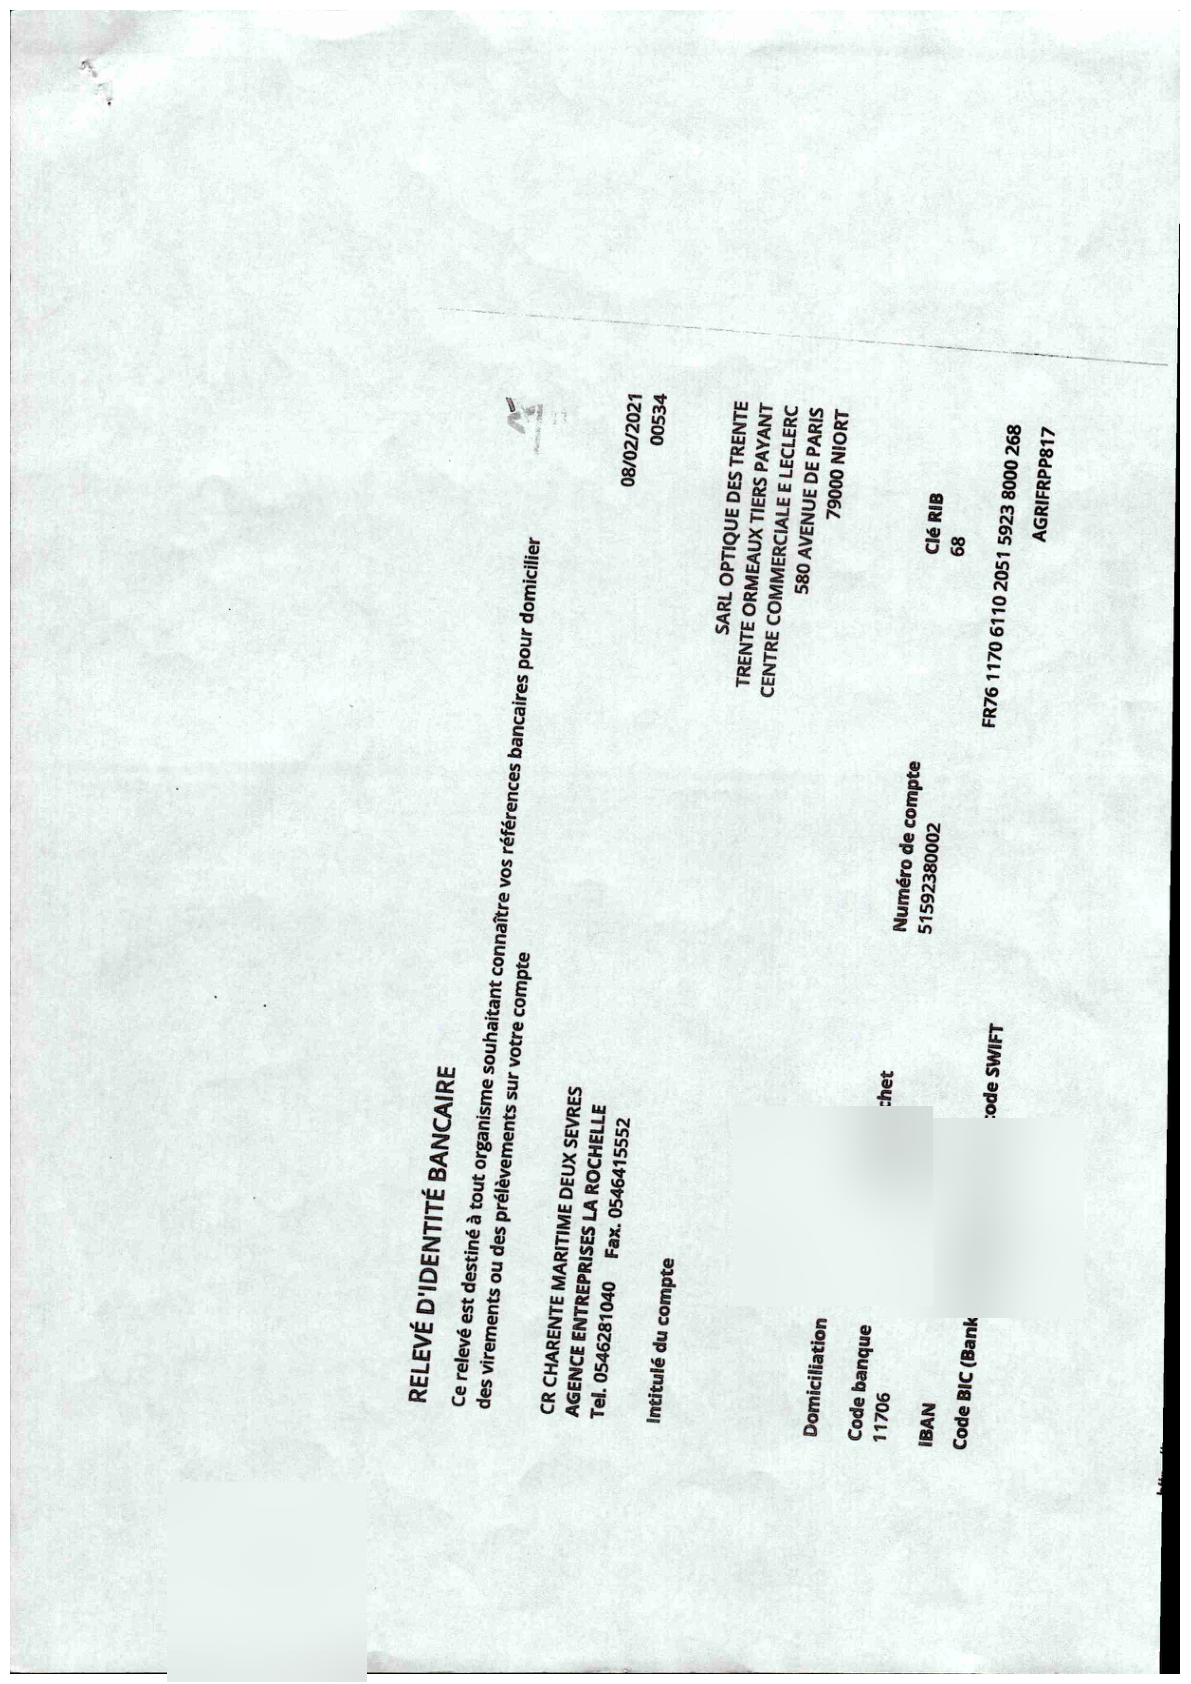 RELEVÉ D'IDENTITÉ BANCAIRE
Ce relevé est destiné à tout organisme souhaitant connaître vos références bancaires pour domicilier
des virements ou des prélèvements sur votre compte
CR CHARENTE MARITIME DEUX SEVRES 08/02/2021
AGENCE ENTREPRISES LA ROCHELLE 00534
Tel. 0546281040 Fax. 0546415552
Intitulé du compte SARL OPTIQUE DES TRENTE
TRENTE ORMEAUX TIERS PAYANT
CENTRE COMMERCIALE E LECLERC
580 AVENUE DE PARIS
79000 NIORT
Domiciliation
Code banque chet Numéro de compte Clé RIB
11706 51592380002 68
IBAN FR76 1170 6110 2051 5923 8000 268
Code BIC (Bank ode SWIFT AGRIFRPP817